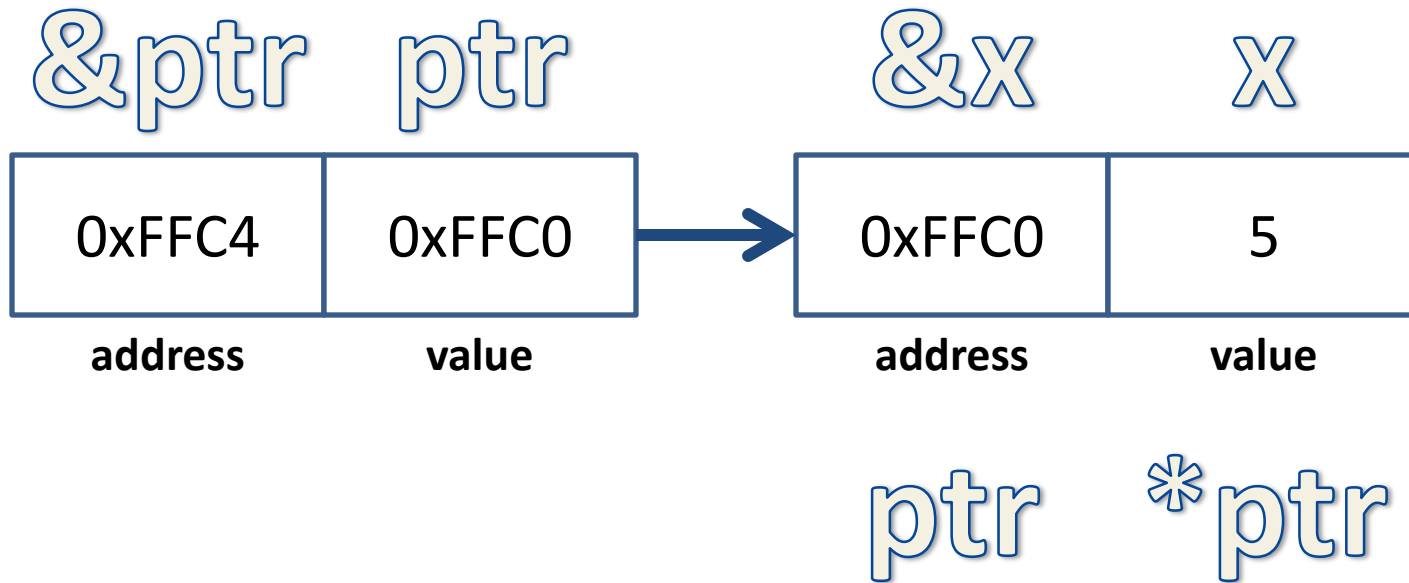 &ptr ptr &x x
0xFFC4 0xFFC0 0xFFC0 5
address value address value
ptr *ptr